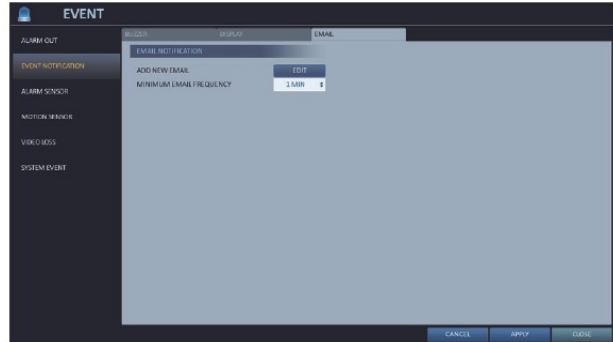 EVENT
ALARM OUT
EVENT NOTIFICATION
ALARM SENSOR
MOTION SENSOR
VIDEO LOSS
SYSTEM EVENT
BUZZER DISPLAY EMAIL
EMAIL NOTIFICATION
ADD NEW EMAIL EDIT
MINIMUM EMAIL FREQUENCY 1 MIN
CANCEL APPLY CLOSE